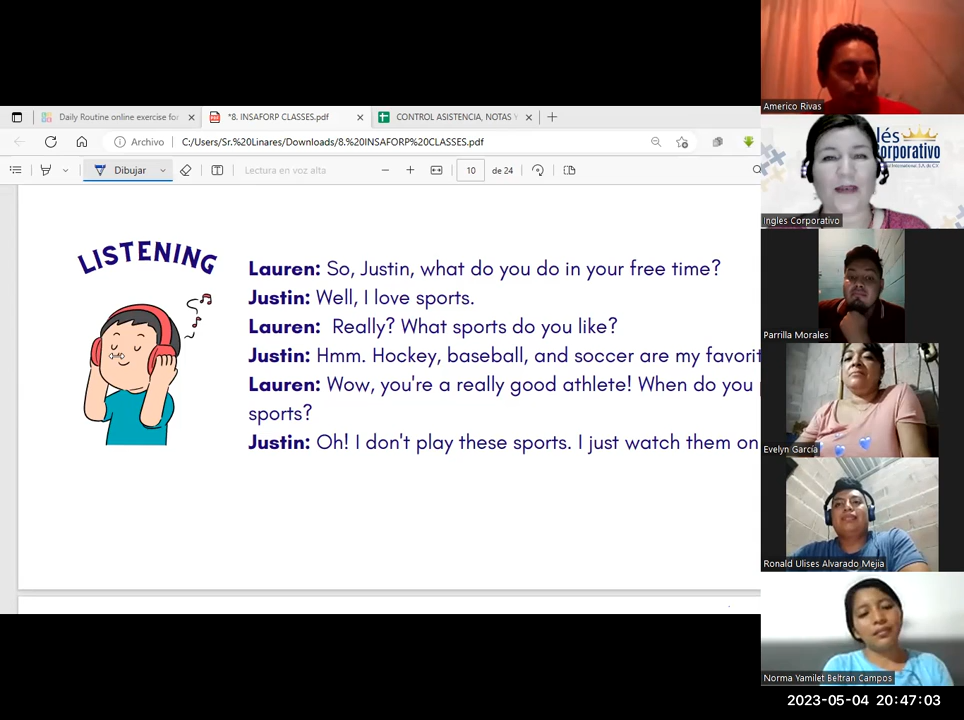 Daily Routine online exercise for
*8. INSAFORP CLASSES.pdf
CONTROL ASISTENCIA, NOTAS Y
Archivo
C:/Users/Sr.%20Linares/Downloads/8.%20INSAFORP%20CLASSES.pdf
Dibujar
Lectura en voz alta
10
de 24
LISTENING
Lauren: So, Justin, what do you do in your free time?
Justin: Well, I love sports.
Lauren: Really? What sports do you like?
Justin: Hmm. Hockey, baseball, and soccer are my favorit
Lauren: Wow, you're a really good athlete! When do you
sports?
Justin: Oh! I don't play these sports. I just watch them on
Americo Rivas
lés
orporativo
Ingles Corporativo
Parrilla Morales
Evelyn García
Ronald Ulises Alvarado Mejia
Norma Yamilet Beltran Campos
2023-05-04 20:47:03